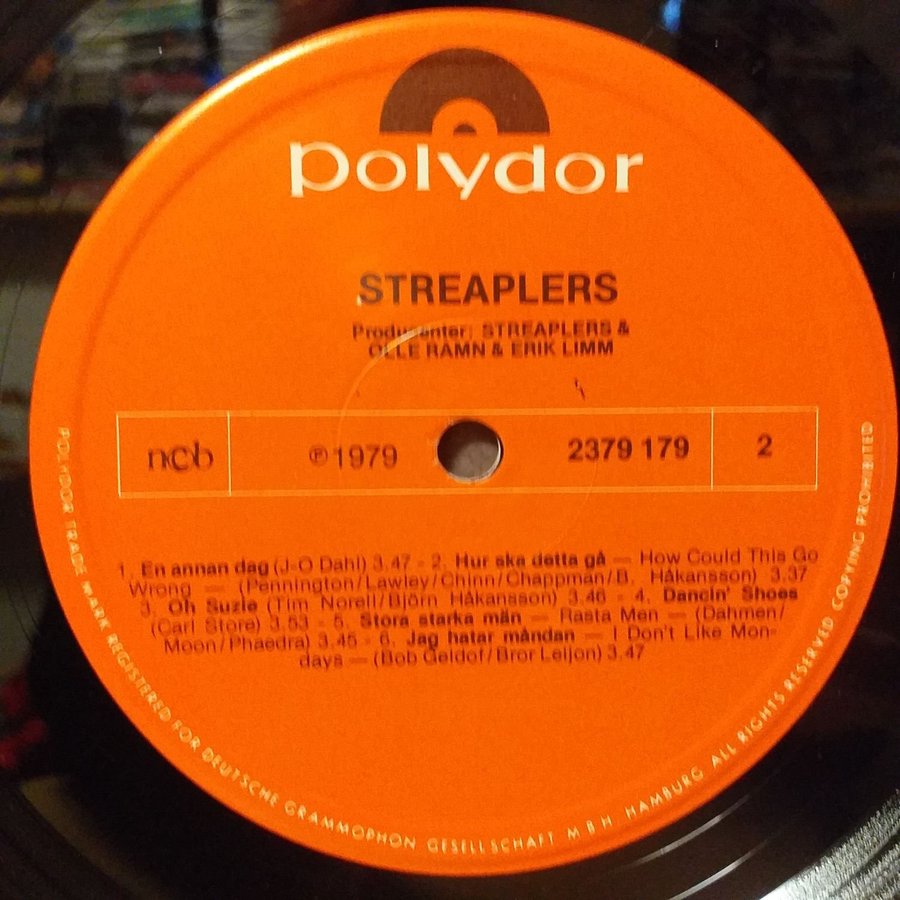 polydor
STREAPLERS
Producenter: STREAPLERS &
OLLE RAMN & ERIK LIMM
ncb ℗ 1979 2379 179 2
1. En annan dag (J-O Dahl) 3.47 - 2. Hur ska detta gå — How Could This Go
Wrong — (Pennington/Lawley/Chinn/Chapman/B. Håkansson) 3.37
3. Oh Suzie (Tim Norell/Björn Håkansson) 3.46 - 4. Dancin' Shoes
(Carl Store) 3.53 - 5. Stora starka män — Rasta Men — (Dahmen/
Moon/Phaedra) 3.45 - 6. Jag hatar måndan — I Don't Like Mon-
days — (Bob Geldof/Bror Leijon) 3.47
POLYDOR TRADE MARK REGISTERED FOR DEUTSCHE GRAMMOPHON GESELLSCHAFT M B H HAMBURG ALL RIGHTS RESERVED COPYING PROHIBITED